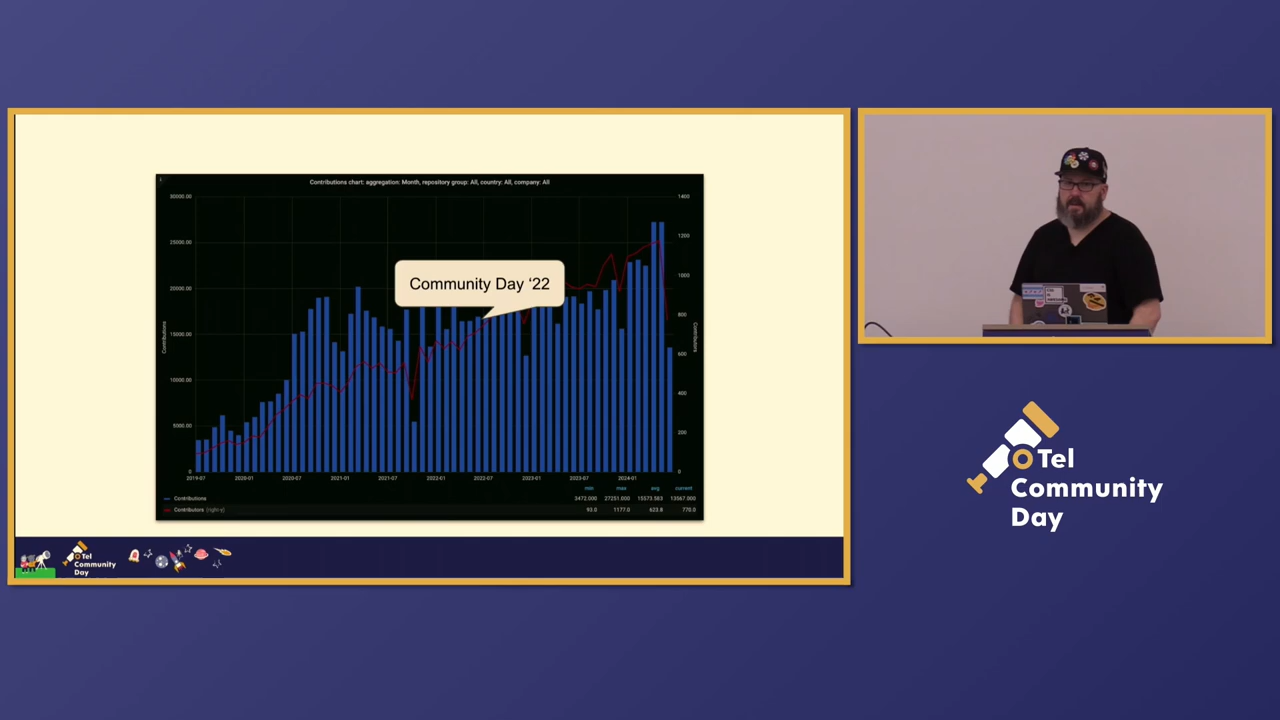 Contributions chart: aggregation: Month, repository group: All, country: All, company: All
30000.00
25000.00
20000.00
15000.00
10000.00
5000.00
0
1400
1200
1000
800
600
400
200
0
Contributions
Contributors
Community Day ‘22
2019-07
2020-01
2020-07
2021-01
2021-07
2022-01
2022-07
2023-01
2023-07
2024-01
min max avg current
Contributions 3472.000 27251.000 15573.583 13567.000
Contributors (right-y) 93.0 1177.0 623.8 770.0
Tel
Community
Day
Tel
Community
Day